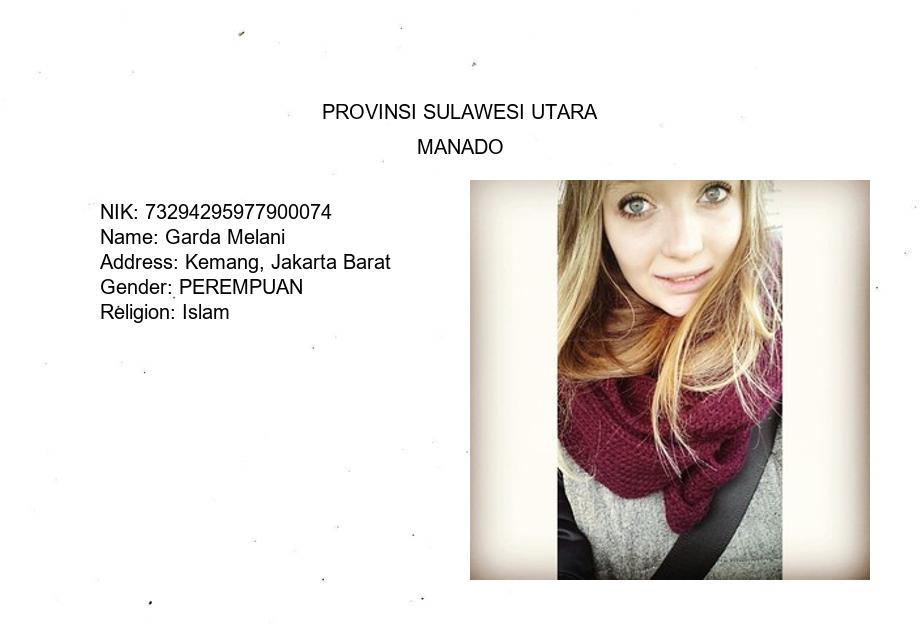 PROVINSI SULAWESI UTARA
MANADO
NIK: 73294295977900074
Name: Garda Melani
Address: Kemang, Jakarta Barat
Gender: PEREMPUAN
Religion: Islam